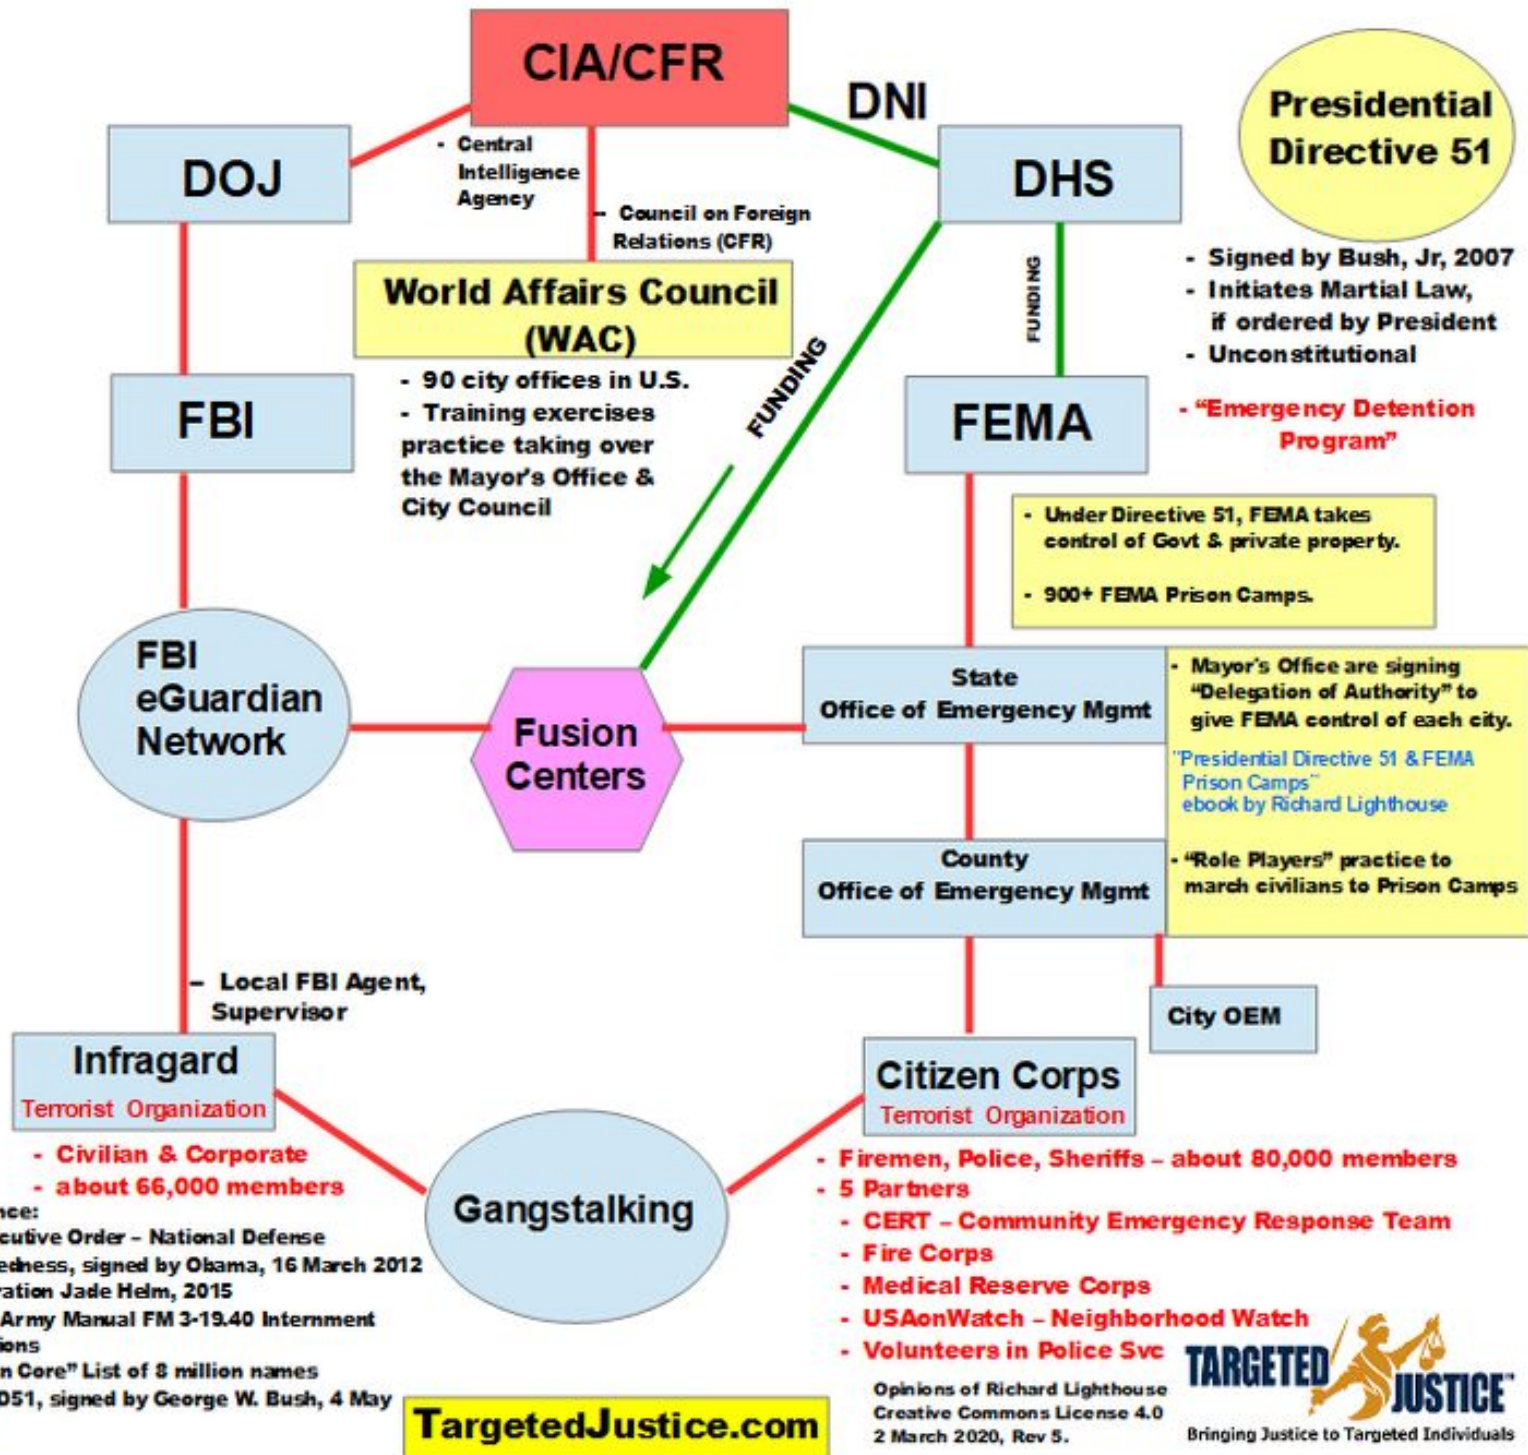 CIA/CFR
DNI
Presidential
Directive 51
DOJ
- Central
Intelligence
Agency
DHS
– Council on Foreign
Relations (CFR)
World Affairs Council
(WAC)
FUNDING
FUNDING
- Signed by Bush, Jr, 2007
- Initiates Martial Law,
if ordered by President
- Unconstitutional
- “Emergency Detention
Program”
- 90 city offices in U.S.
- Training exercises
practice taking over
the Mayor's Office &
City Council
FBI
FEMA
- Under Directive 51, FEMA takes
control of Govt & private property.
- 900+ FEMA Prison Camps.
FBI
eGuardian
Network
Fusion
Centers
State
Office of Emergency Mgmt
- Mayor's Office are signing
“Delegation of Authority” to
give FEMA control of each city.
"Presidential Directive 51 & FEMA
Prison Camps"
ebook by Richard Lighthouse
County
Office of Emergency Mgmt
- “Role Players” practice to
march civilians to Prison Camps
– Local FBI Agent,
Supervisor
City OEM
Infragard
Terrorist Organization
- Civilian & Corporate
- about 66,000 members
Citizen Corps
Terrorist Organization
Gangstalking
- Firemen, Police, Sheriffs – about 80,000 members
- 5 Partners
- CERT – Community Emergency Response Team
- Fire Corps
- Medical Reserve Corps
- USAonWatch – Neighborhood Watch
- Volunteers in Police Svc
Order – National Defense
signed by Obama, 16 March 2012
Jade Helm, 2015
Army Manual FM 3-19.40 Internment
Core” List of 8 million names
signed by George W. Bush, 4 May
TargetedJustice.com
Opinions of Richard Lighthouse
Creative Commons License 4.0
2 March 2020, Rev 5.
TARGETED
JUSTICE™
Bringing Justice to Targeted Individuals